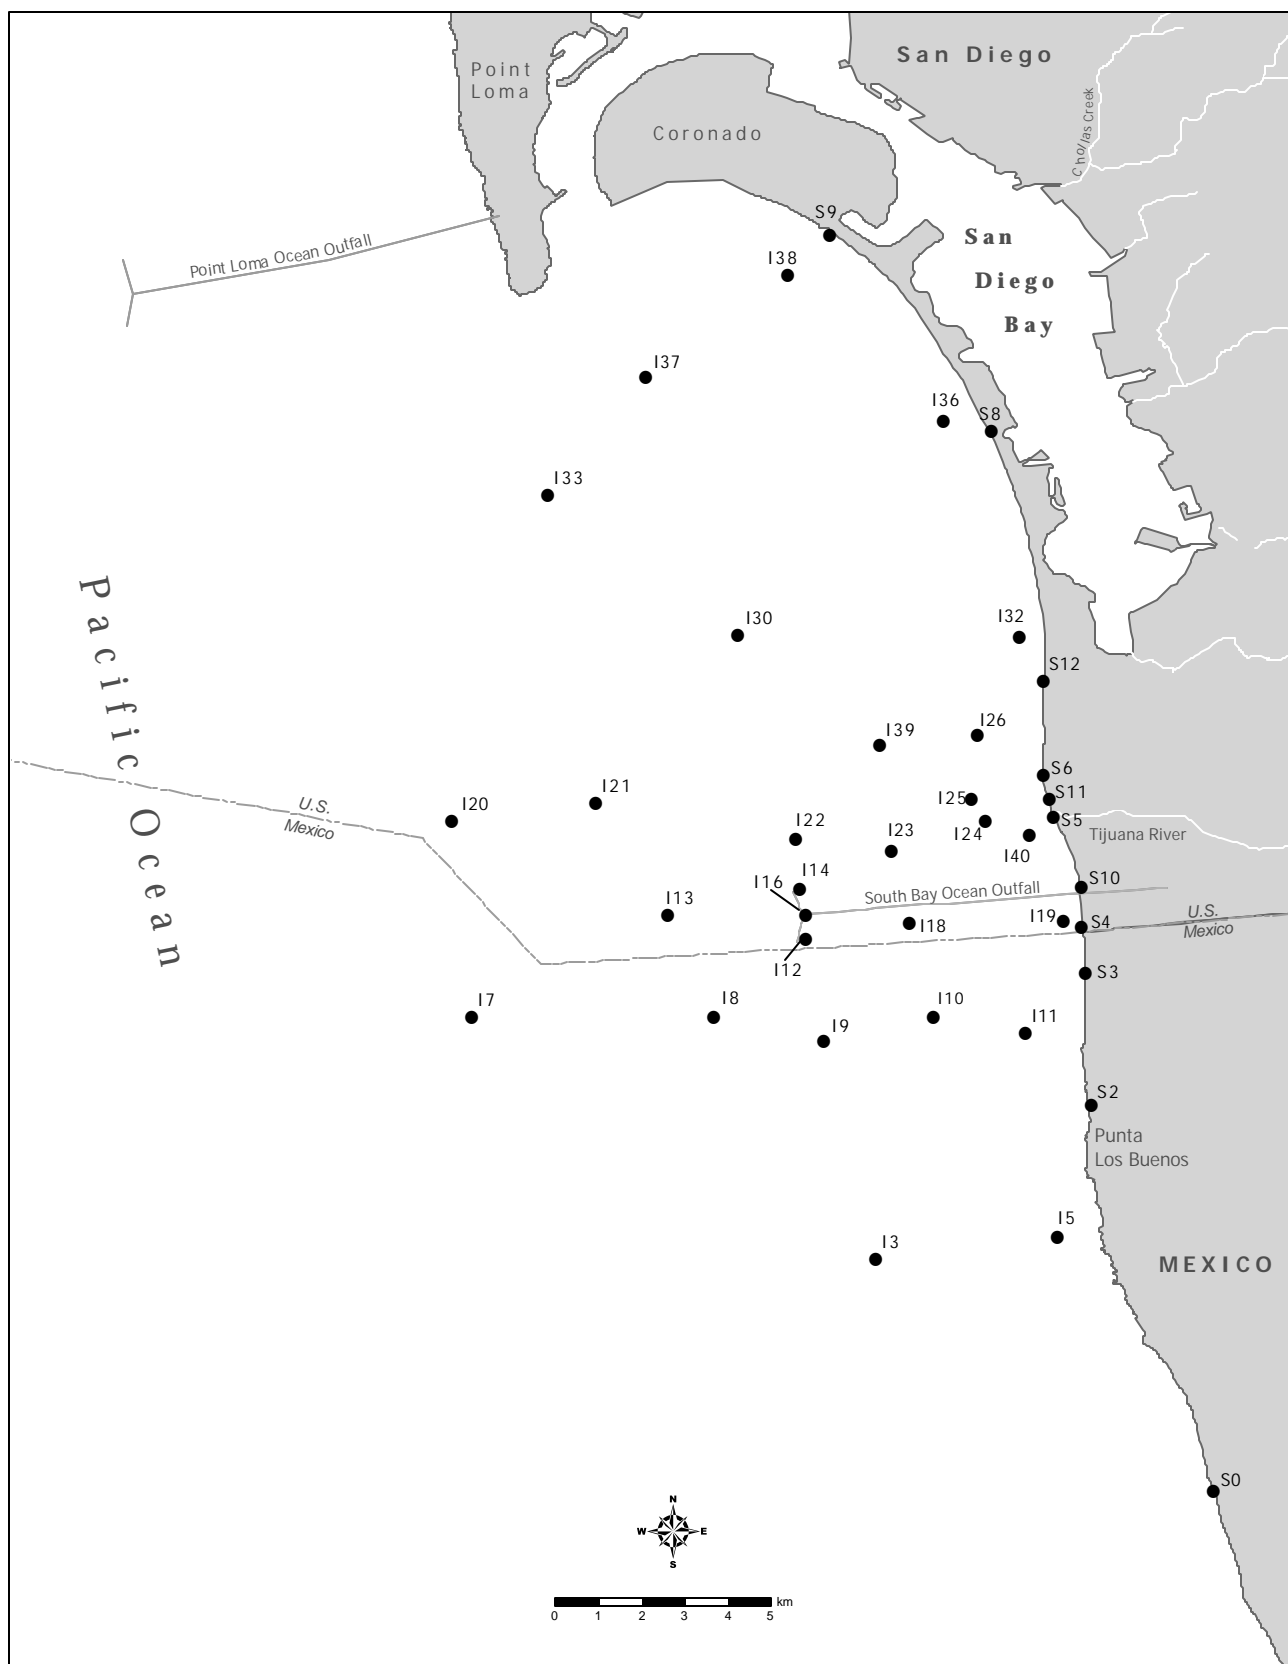 San Diego
Point
Loma
Chollas Creek
Coronado
S9
San
Diego
Bay
Point Loma Ocean Outfall
I38
I37
I36
S8
I33
Pacific Ocean
I30
I32
S12
I39
I26
S6
I21
I25
S11
I20
U.S.
Mexico
I22
I23
I24
S5
I40
Tijuana River
I14
I16
South Bay Ocean Outfall
S10
I13
I18
I19
S4
U.S.
Mexico
I12
S3
I7
I8
I9
I10
I11
S2
Punta
Los Buenos
I5
I3
MEXICO
S0
N
W E
S
km
0 1 2 3 4 5